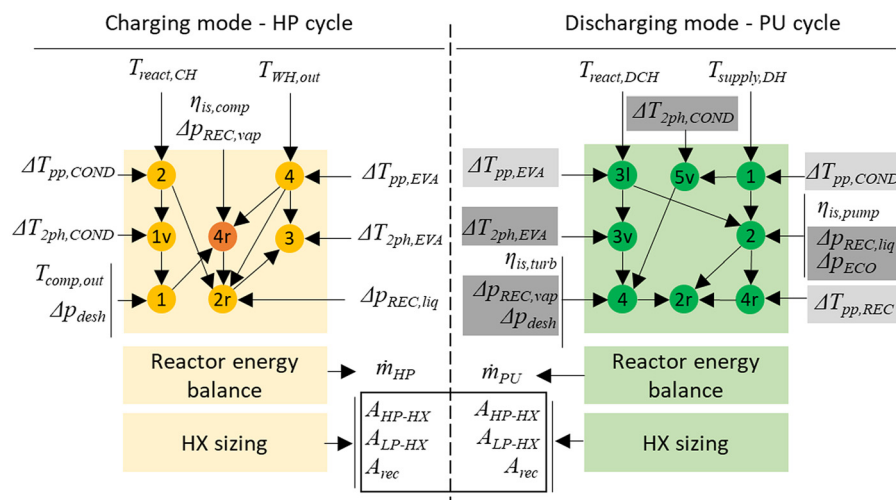 Charging mode - HP cycle
Discharging mode - PU cycle
T_react,CH
T_WH,out
T_react,DCH
T_supply,DH
η_is,comp
Δp_REC,vap
ΔT_2ph,COND
ΔT_pp,COND
2
4
ΔT_pp,EVA
ΔT_pp,EVA
3l
5v
1
ΔT_pp,COND
ΔT_2ph,COND
1v
4r
3
ΔT_2ph,EVA
ΔT_2ph,EVA
3v
2
η_is,pump
Δp_REC,liq
Δp_ECO
T_comp,out
Δp_desh
1
2r
Δp_REC,liq
η_is,turb
Δp_REC,vap
Δp_desh
4
2r
4r
ΔT_pp,REC
Reactor energy
balance
ṁ_HP
ṁ_PU
Reactor energy
balance
HX sizing
A_HP-HX
A_LP-HX
A_rec
A_HP-HX
A_LP-HX
A_rec
HX sizing